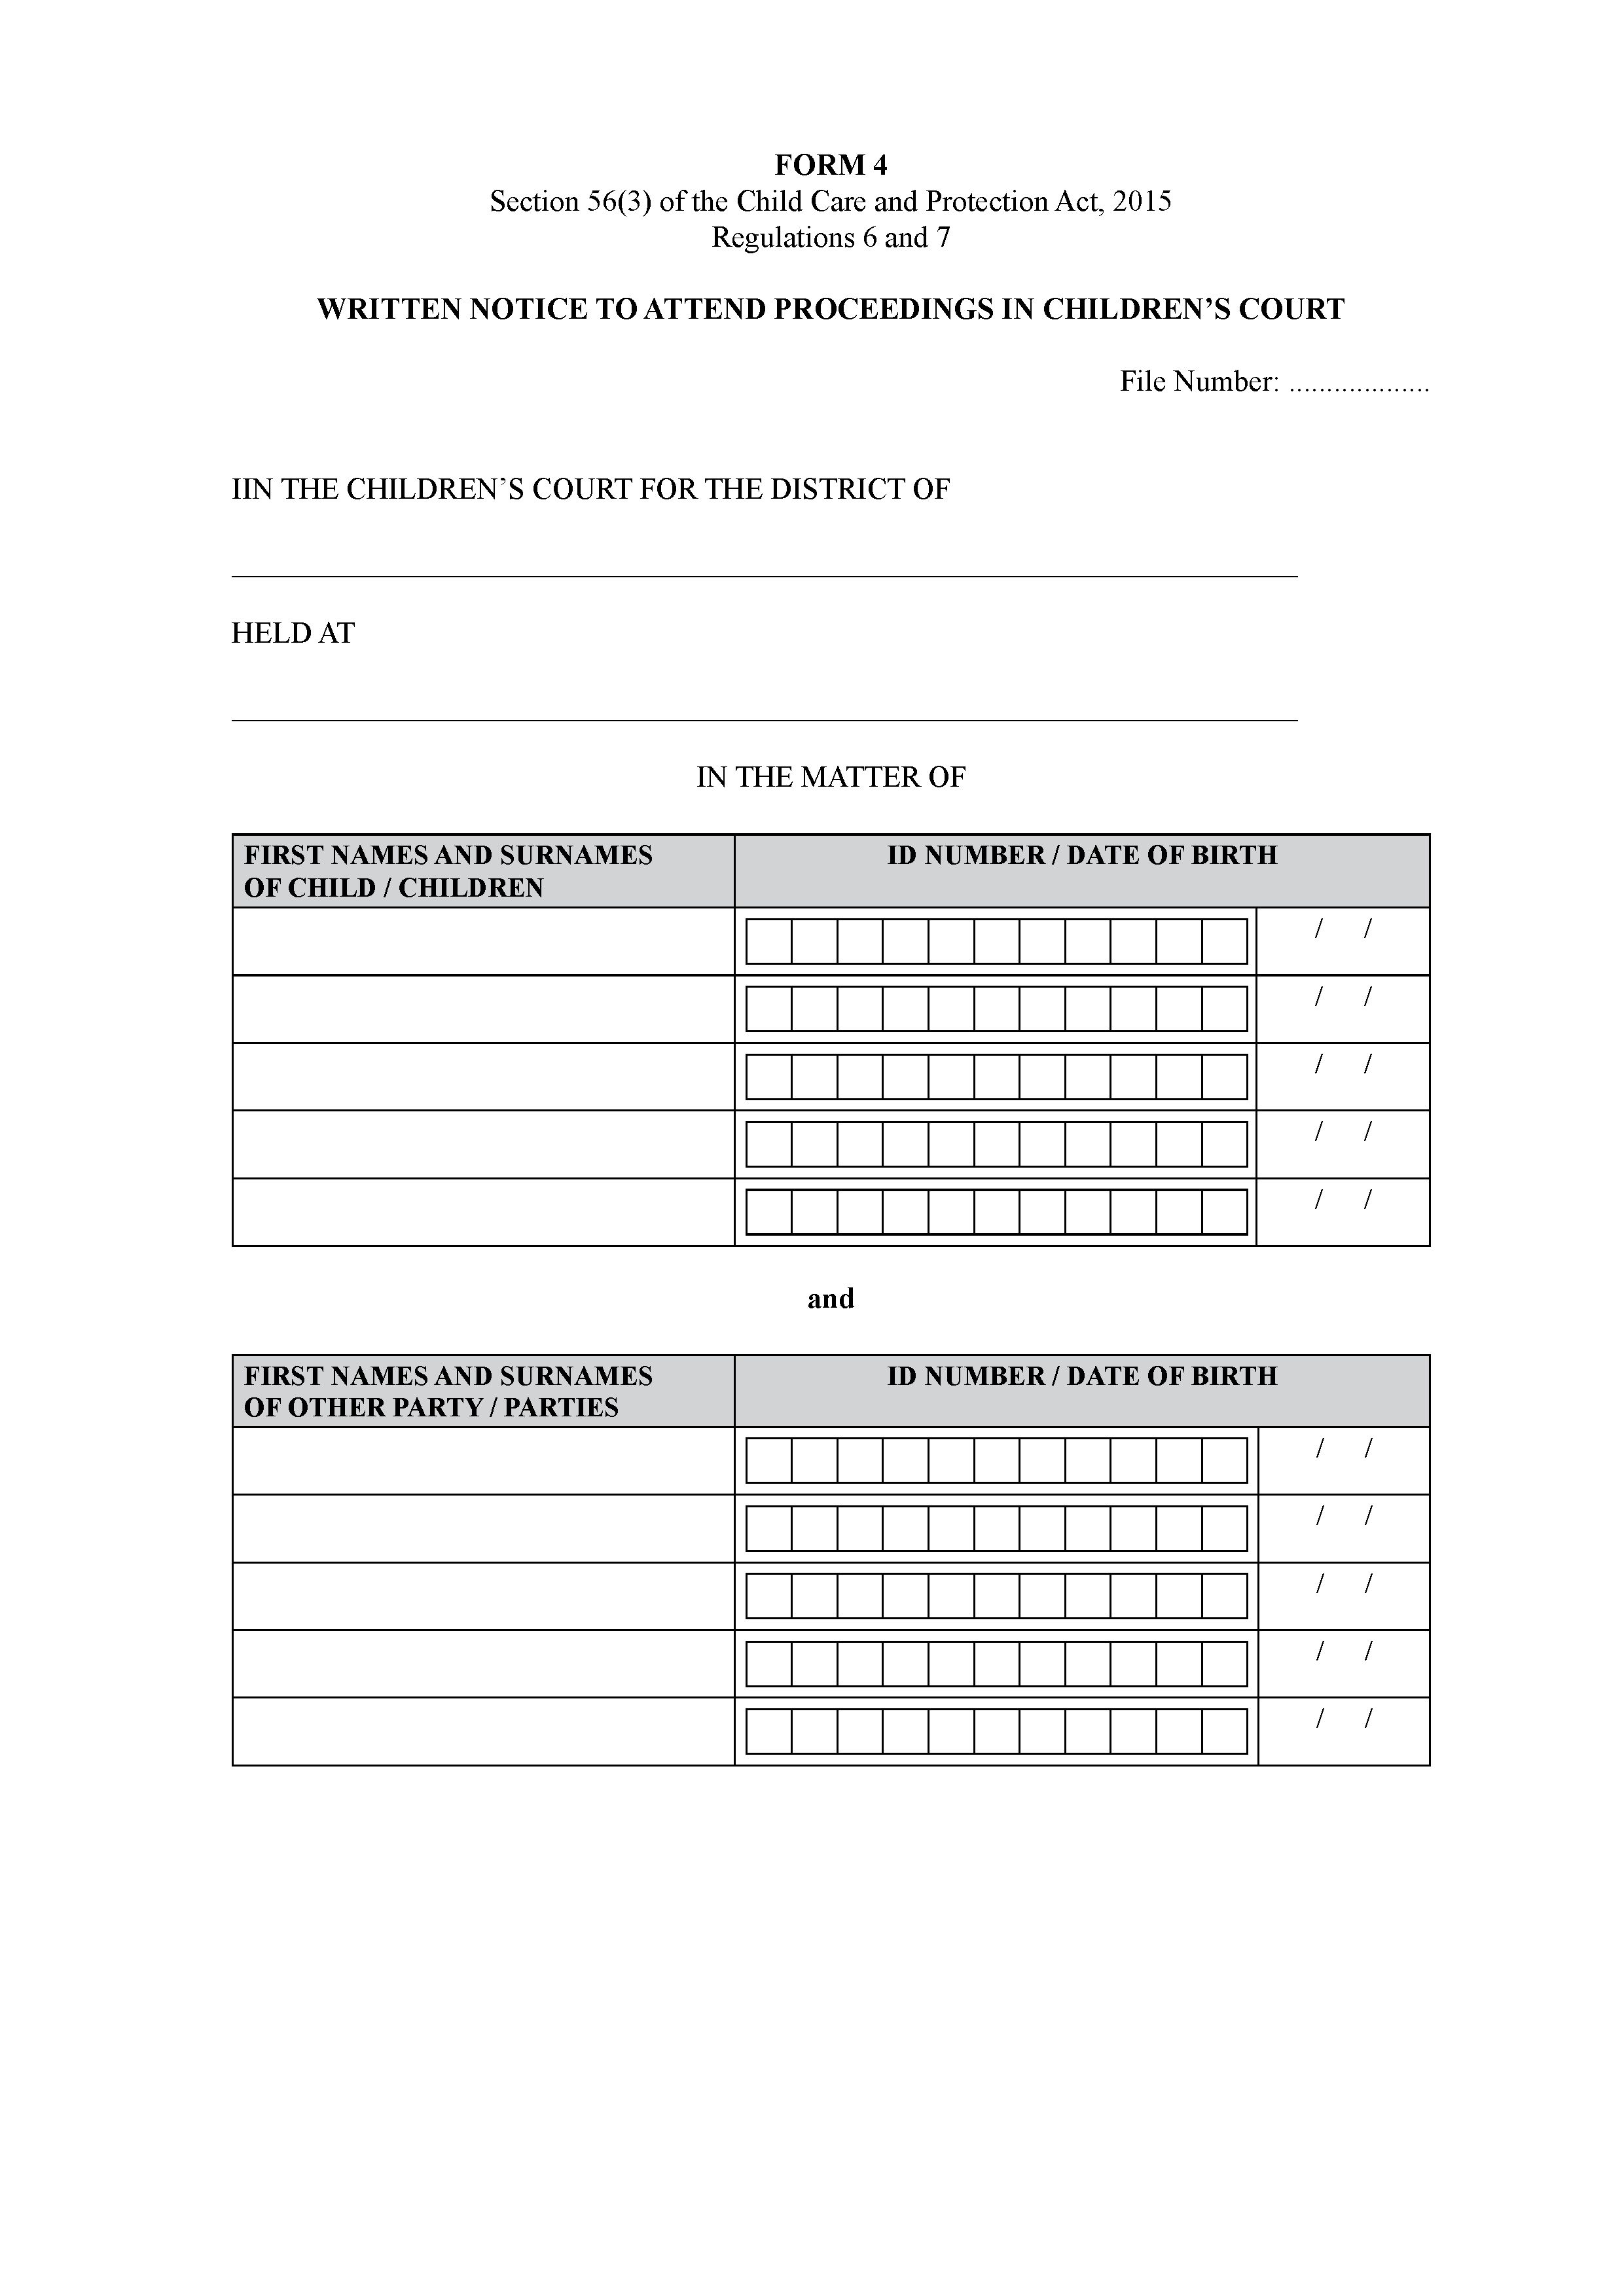 FORM 4
Section 56(3) of the Child Care and Protection Act, 2015
Regulations 6 and 7
WRITTEN NOTICE TO ATTEND PROCEEDINGS IN CHILDREN’S COURT
File Number: ...................
IIN THE CHILDREN’S COURT FOR THE DISTRICT OF
HELD AT
IN THE MATTER OF
FIRST NAMES AND SURNAMES
OF CHILD / CHILDREN
ID NUMBER / DATE OF BIRTH
/ /
/ /
/ /
/ /
/ /
and
FIRST NAMES AND SURNAMES
OF OTHER PARTY / PARTIES
ID NUMBER / DATE OF BIRTH
/ /
/ /
/ /
/ /
/ /